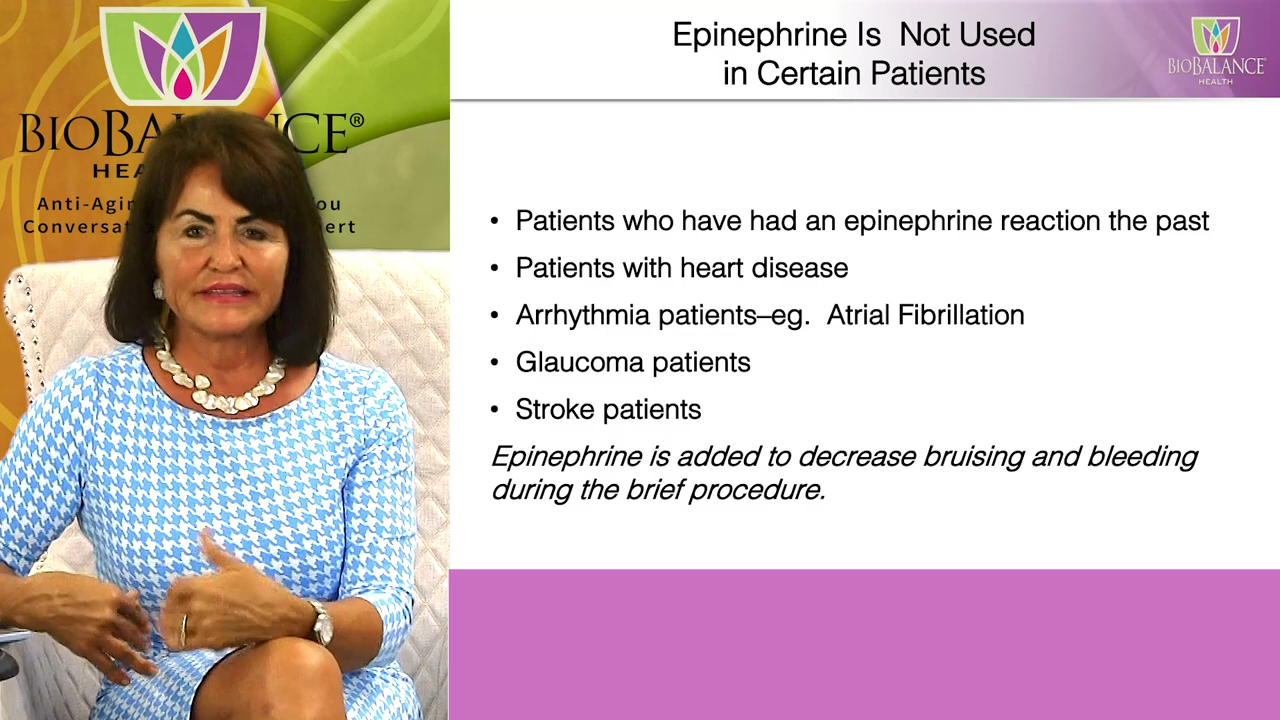 BIOBA CE®
HEA
Anti-Agin ou
Conversat ert
Epinephrine Is Not Used
in Certain Patients
BIOBALANCE®
HEALTH
• Patients who have had an epinephrine reaction the past
• Patients with heart disease
• Arrhythmia patients–eg. Atrial Fibrillation
• Glaucoma patients
• Stroke patients
Epinephrine is added to decrease bruising and bleeding
during the brief procedure.